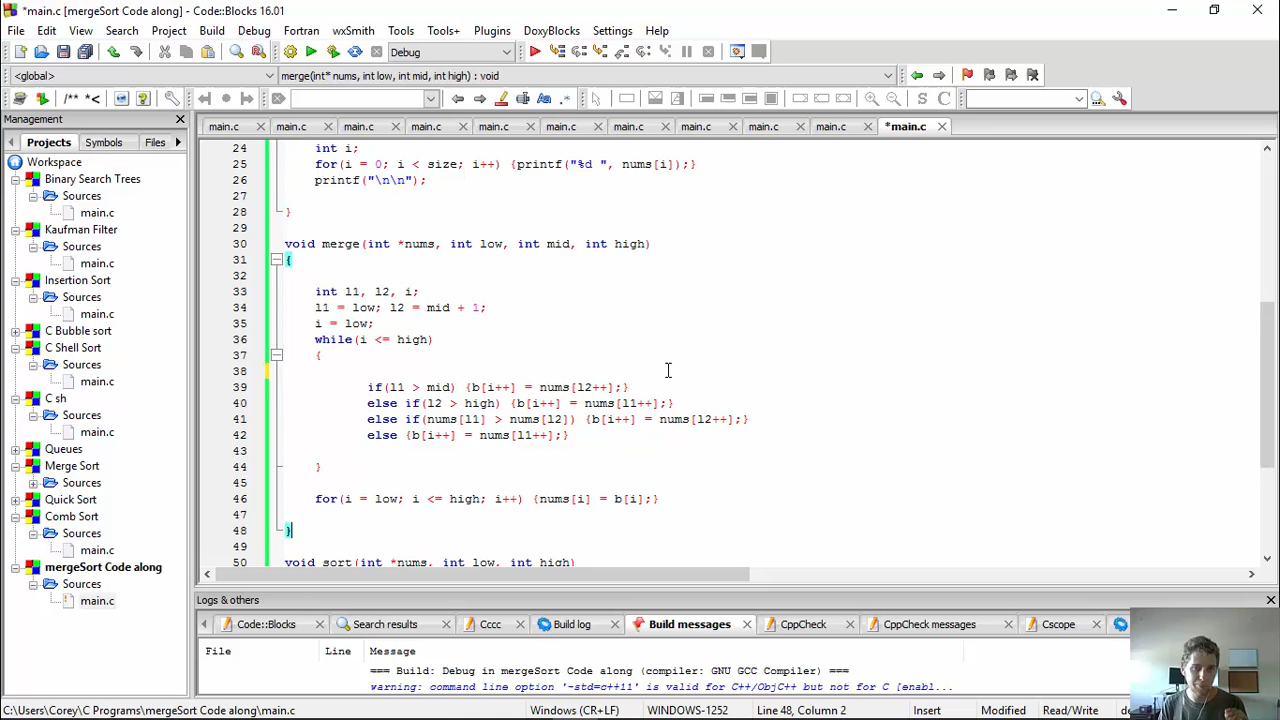 *main.c [mergeSort Code along] - Code::Blocks 16.01
File Edit View Search Project Build Debug Fortran wxSmith Tools Tools+ Plugins DoxyBlocks Settings Help
Debug
<global> merge(int* nums, int low, int mid, int high) : void
/** *<
S C
Management
main.c main.c main.c main.c main.c main.c main.c main.c main.c main.c *main.c
Projects Symbols Files
Workspace
Binary Search Trees
Sources
main.c
Kaufman Filter
Sources
main.c
Insertion Sort
Sources
main.c
C Bubble sort
C Shell Sort
Sources
main.c
C sh
Sources
main.c
Queues
Merge Sort
Sources
Quick Sort
Comb Sort
Sources
main.c
mergeSort Code along
Sources
main.c
24 int i;
25 for(i = 0; i < size; i++) {printf("%d ", nums[i]);}
26 printf("\n\n");
27
28 }
29
30 void merge(int *nums, int low, int mid, int high)
31 {
32
33 int l1, l2, i;
34 l1 = low; l2 = mid + 1;
35 i = low;
36 while(i <= high)
37 {
38
39 if(l1 > mid) {b[i++] = nums[l2++];}
40 else if(l2 > high) {b[i++] = nums[l1++];}
41 else if(nums[l1] > nums[l2]) {b[i++] = nums[l2++];}
42 else {b[i++] = nums[l1++];}
43
44 }
45
46 for(i = low; i <= high; i++) {nums[i] = b[i];}
47
48 }
49
50 void sort(int *nums, int low, int high)
Logs & others
Code::Blocks Search results Cccc Build log Build messages CppCheck CppCheck messages Cscope
File Line Message
=== Build: Debug in mergeSort Code along (compiler: GNU GCC Compiler) ===
warning: command line option '-std=c++11' is valid for C++/ObjC++ but not for C [enabl...
C:\Users\Corey\C Programs\mergeSort Code along\main.c Windows (CR+LF) WINDOWS-1252 Line 48, Column 2 Insert Modified Read/Write